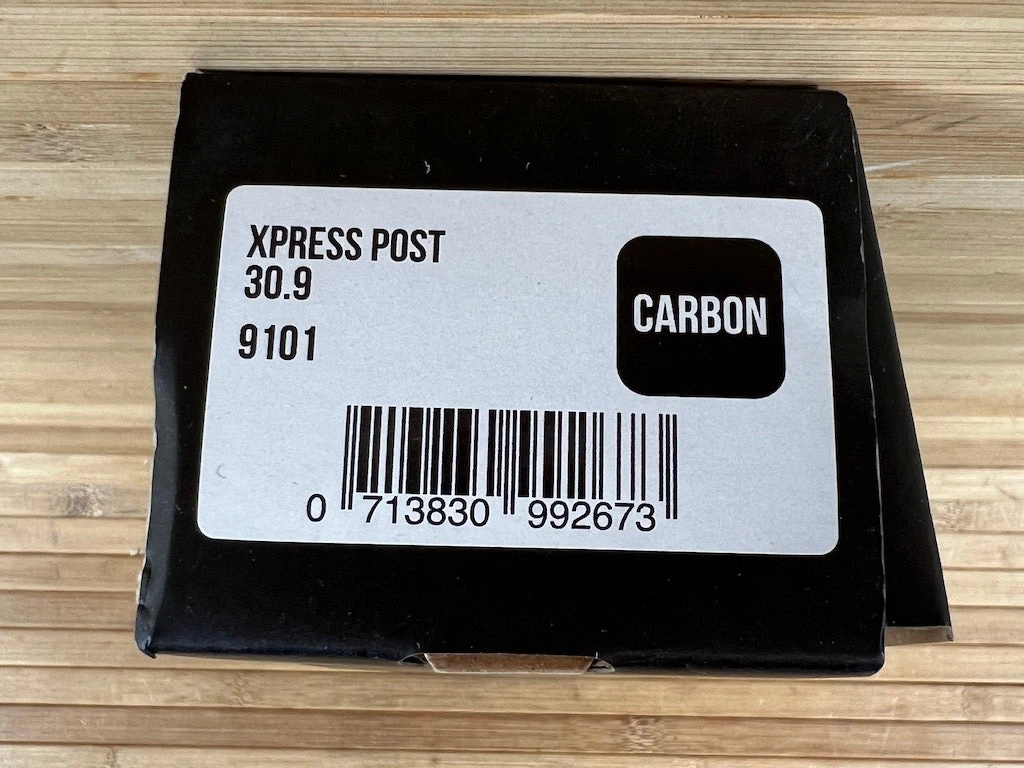 XPRESS POST
30.9
9101
CARBON
0 713830 992673